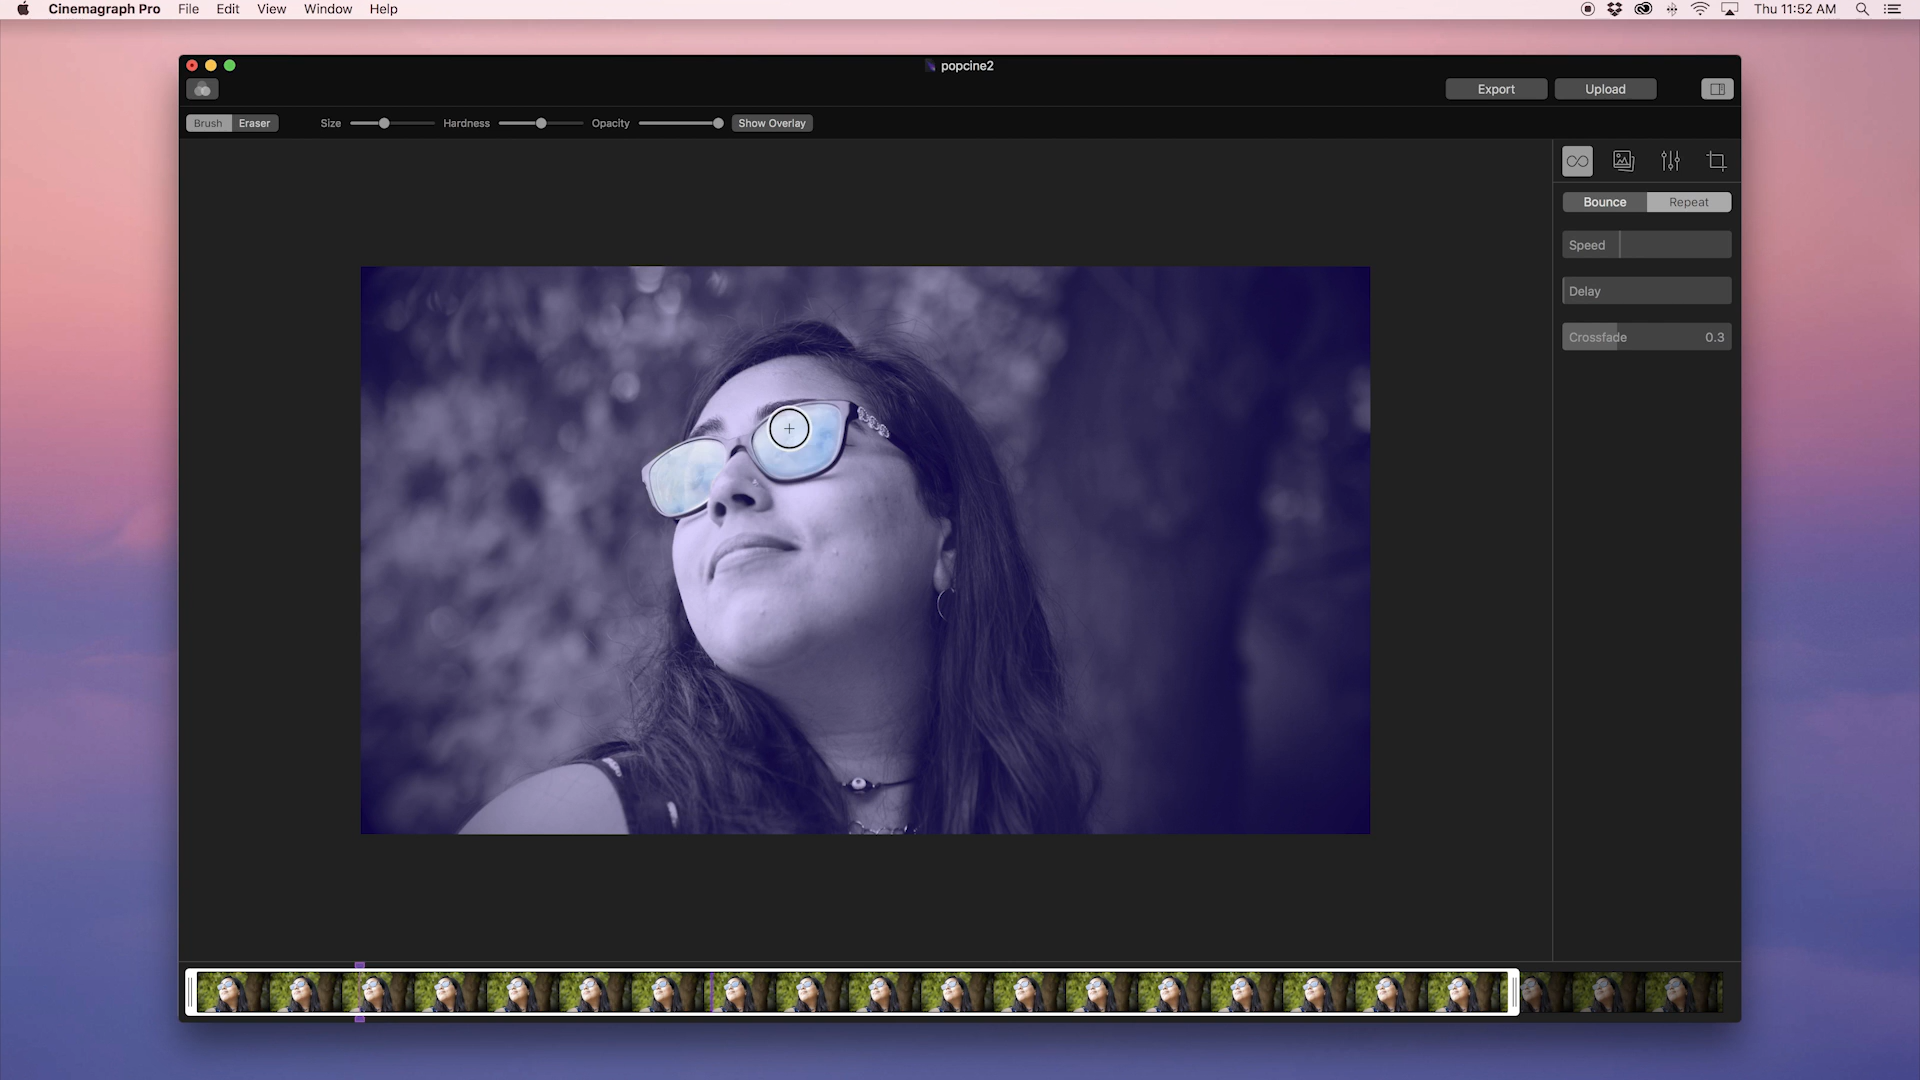 Cinemagraph Pro File Edit View Window Help Thu 11:52 AM
popcine2
Export Upload
Brush Eraser Size Hardness Opacity Show Overlay
Bounce Repeat
Speed
Delay
Crossfade 0.3